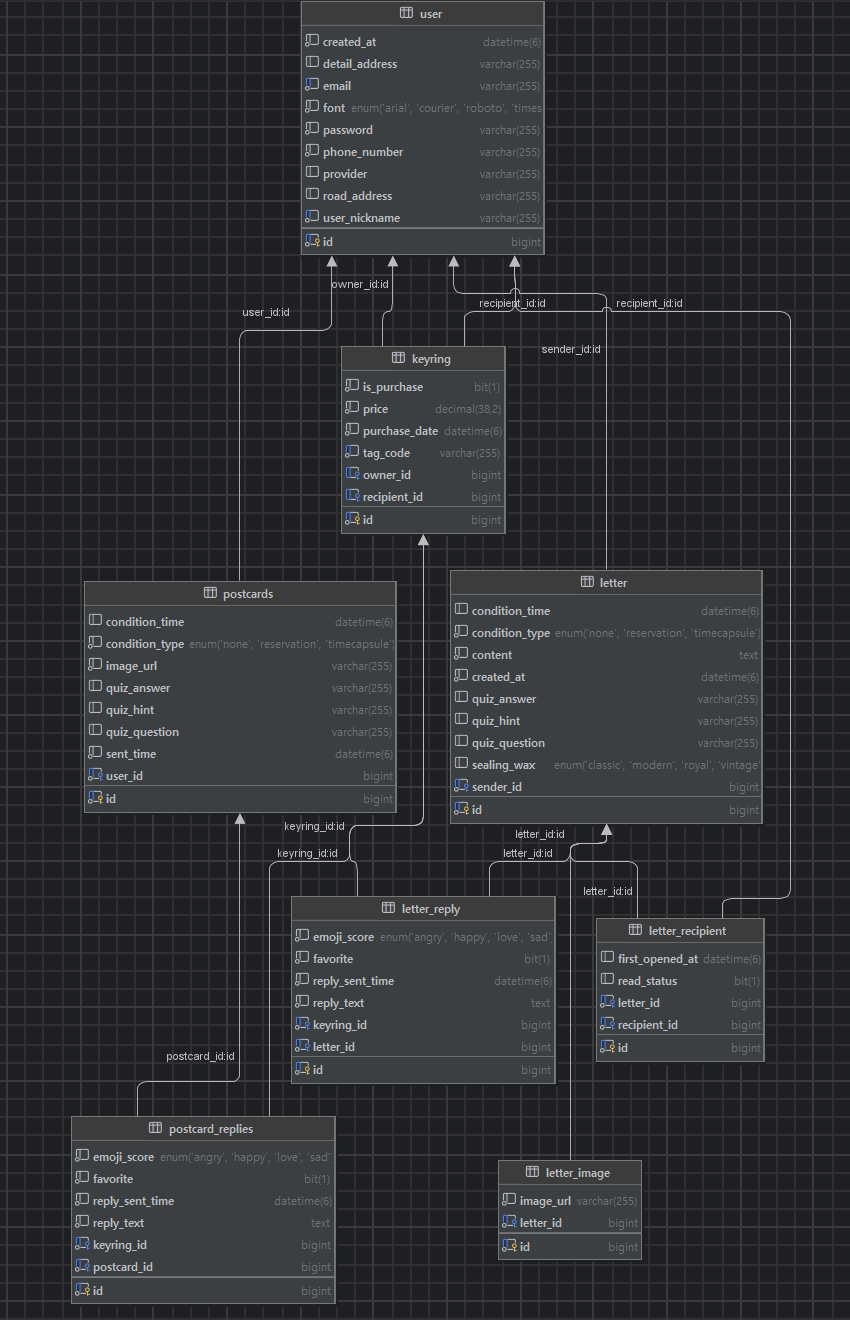 user
created_at datetime(6)
detail_address varchar(255)
email varchar(255)
font enum('arial', 'courier', 'roboto', 'times
password varchar(255)
phone_number varchar(255)
provider varchar(255)
road_address varchar(255)
user_nickname varchar(255)
id bigint
owner_id:id
user_id:id
recipient_id:id
recipient_id:id
sender_id:id
keyring
is_purchase bit(1)
price decimal(38,2)
purchase_date datetime(6)
tag_code varchar(255)
owner_id bigint
recipient_id bigint
id bigint
postcards
condition_time datetime(6)
condition_type enum('none', 'reservation', 'timecapsule')
image_url varchar(255)
quiz_answer varchar(255)
quiz_hint varchar(255)
quiz_question varchar(255)
sent_time datetime(6)
user_id bigint
id bigint
letter
condition_time datetime(6)
condition_type enum('none', 'reservation', 'timecapsule')
content text
created_at datetime(6)
quiz_answer varchar(255)
quiz_hint varchar(255)
quiz_question varchar(255)
sealing_wax enum('classic', 'modern', 'royal', 'vintage'
sender_id bigint
id bigint
keyring_id:id
letter_id:id
keyring_id:id
letter_id:id
letter_id:id
letter_reply
emoji_score enum('angry', 'happy', 'love', 'sad'
favorite bit(1)
reply_sent_time datetime(6)
reply_text text
keyring_id bigint
letter_id bigint
id bigint
letter_recipient
first_opened_at datetime(6)
read_status bit(1)
letter_id bigint
recipient_id bigint
id bigint
postcard_id:id
postcard_replies
emoji_score enum('angry', 'happy', 'love', 'sad'
favorite bit(1)
reply_sent_time datetime(6)
reply_text text
keyring_id bigint
postcard_id bigint
id bigint
letter_image
image_url varchar(255)
letter_id bigint
id bigint